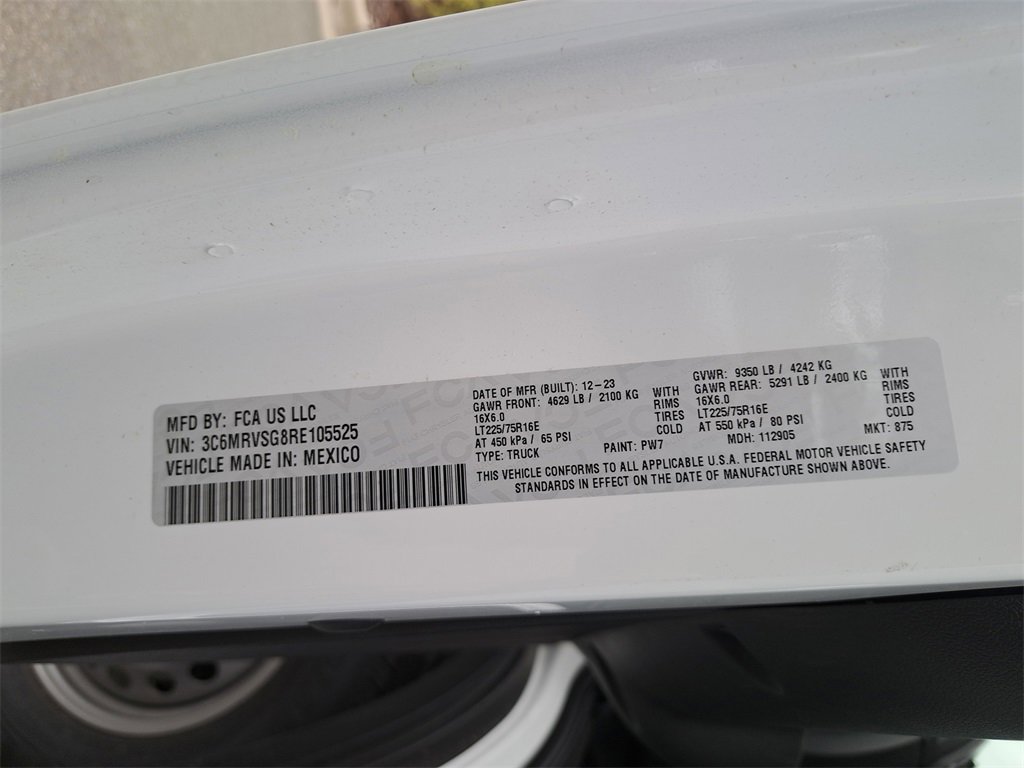 MFD BY: FCA US LLC
VIN: 3C6MRVSG8RE105525
VEHICLE MADE IN: MEXICO
DATE OF MFR (BUILT): 12-23
GAWR FRONT: 4629 LB / 2100 KG WITH
16X6.0 RIMS
LT225/75R16E TIRES
AT 450 kPa / 65 PSI COLD
TYPE: TRUCK PAINT: PW7
GVWR: 9350 LB / 4242 KG
GAWR REAR: 5291 LB / 2400 KG WITH
16X6.0 RIMS
LT225/75R16E TIRES
AT 550 kPa / 80 PSI COLD
MDH: 112905 MKT: 875
THIS VEHICLE CONFORMS TO ALL APPLICABLE U.S.A. FEDERAL MOTOR VEHICLE SAFETY
STANDARDS IN EFFECT ON THE DATE OF MANUFACTURE SHOWN ABOVE.